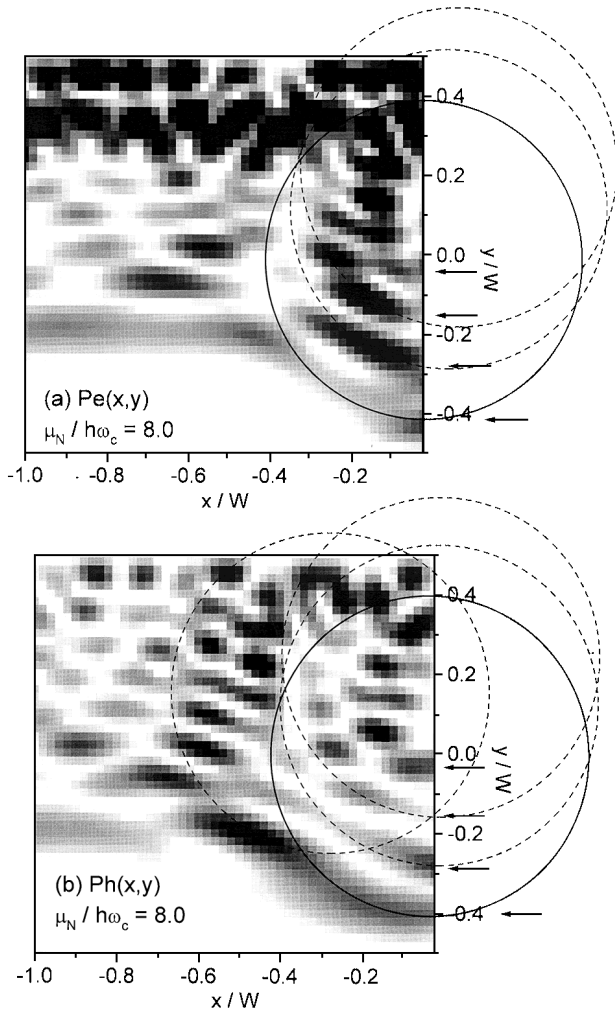 0.4
0.2
0.0
y / W
-0.2
-0.4
(a) Pe(x,y)
μN / hωc = 8.0
-1.0 -0.8 -0.6 -0.4 -0.2
x / W
0.4
0.2
0.0
y / W
-0.2
-0.4
(b) Ph(x,y)
μN / hωc = 8.0
-1.0 -0.8 -0.6 -0.4 -0.2
x / W